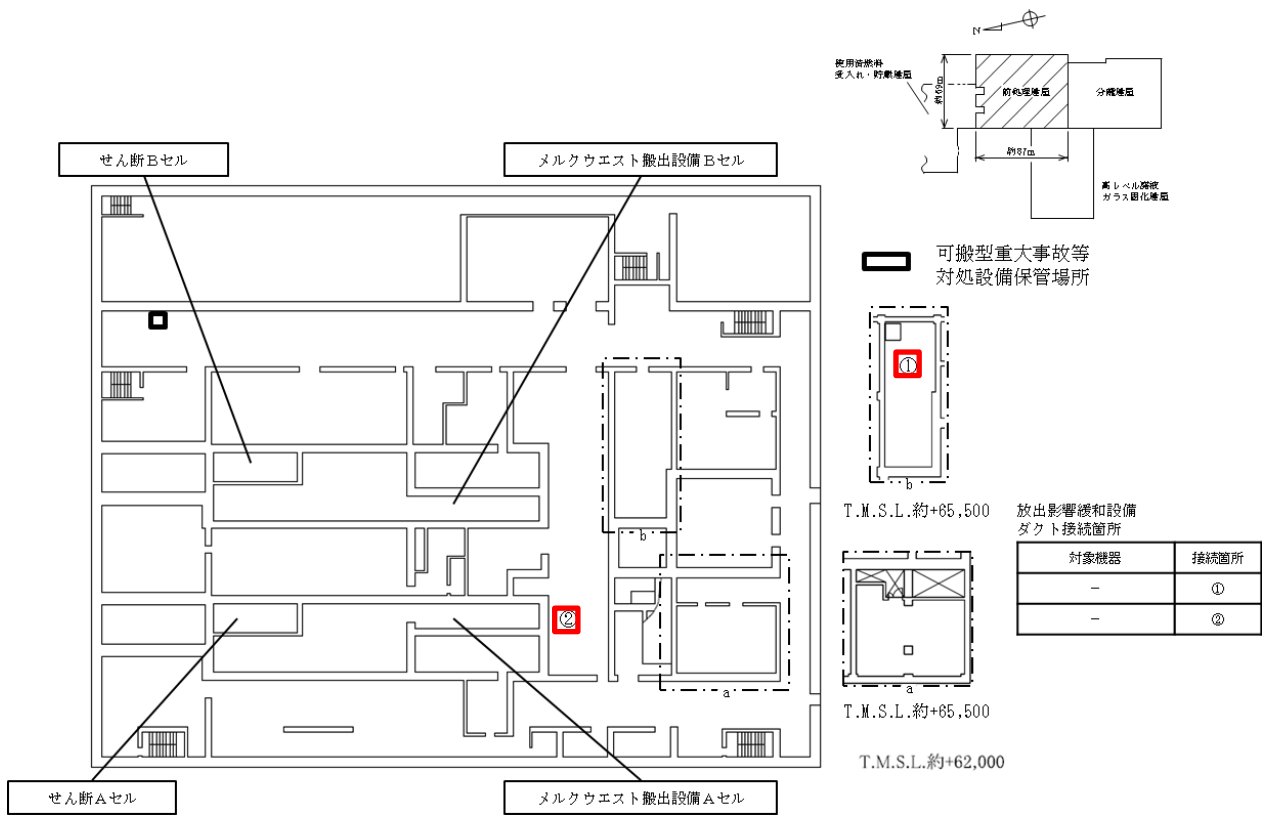 N
使用済燃料
受入れ・貯蔵建屋
約69m
前処理建屋
分離建屋
約87m
高レベル廃液
ガラス固化建屋
せん断Bセル
メルクウエスト搬出設備Bセル
可搬型重大事故等
対処設備保管場所
①
b
T.M.S.L.約+65,500
b
放出影響緩和設備
ダクト接続箇所
対象機器 接続箇所
－ ①
－ ②
②
a
a
T.M.S.L.約+65,500
T.M.S.L.約+62,000
せん断Aセル
メルクウエスト搬出設備Aセル